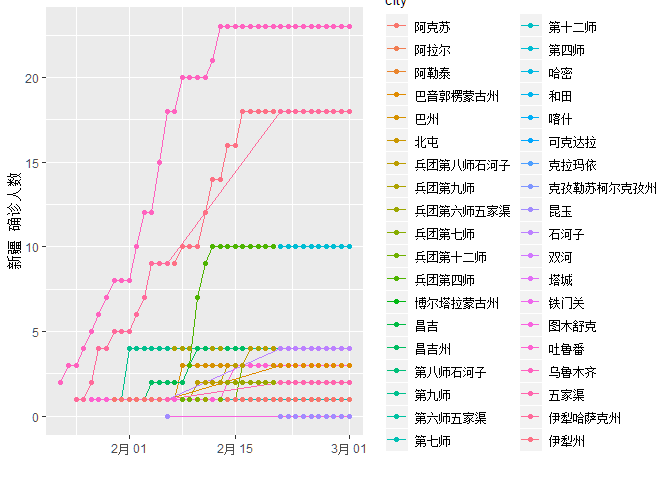 city
阿克苏
阿拉尔
阿勒泰
巴音郭楞蒙古州
巴州
北屯
兵团第八师石河子
兵团第九师
兵团第六师五家渠
兵团第七师
兵团第十二师
兵团第四师
博尔塔拉蒙古州
昌吉
昌吉州
第八师石河子
第九师
第六师五家渠
第七师
第十二师
第四师
哈密
和田
喀什
可克达拉
克拉玛依
克孜勒苏柯尔克孜州
昆玉
石河子
双河
塔城
铁门关
图木舒克
吐鲁番
乌鲁木齐
五家渠
伊犁哈萨克州
伊犁州
新疆 确诊人数
20
15
10
5
0
2月 01
2月 15
3月 01